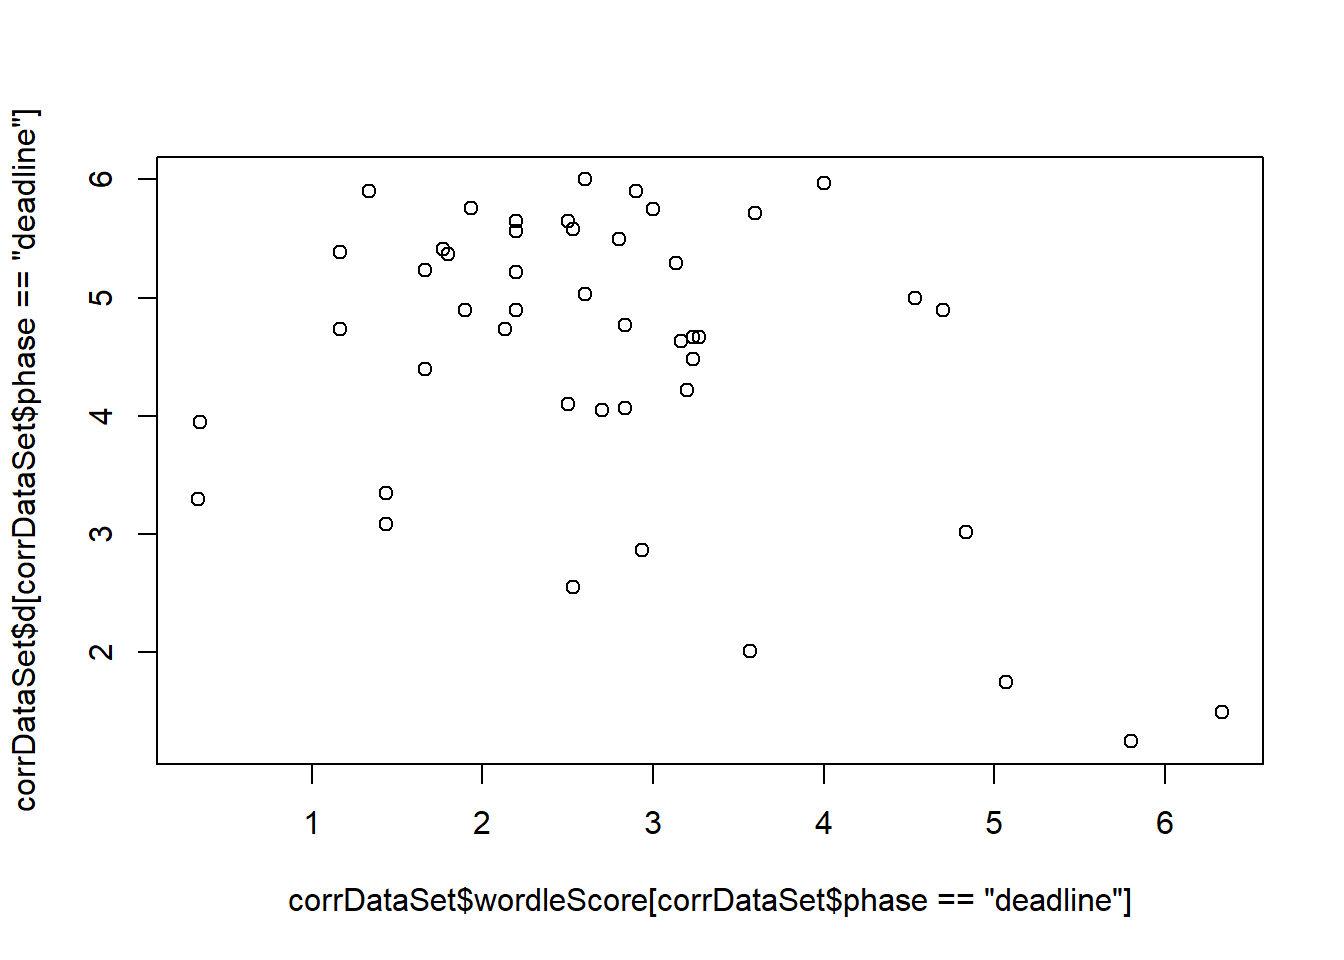 corrDataSet$d[corrDataSet$phase == "deadline"]
6
5
4
3
2
1 2 3 4 5 6
corrDataSet$wordleScore[corrDataSet$phase == "deadline"]